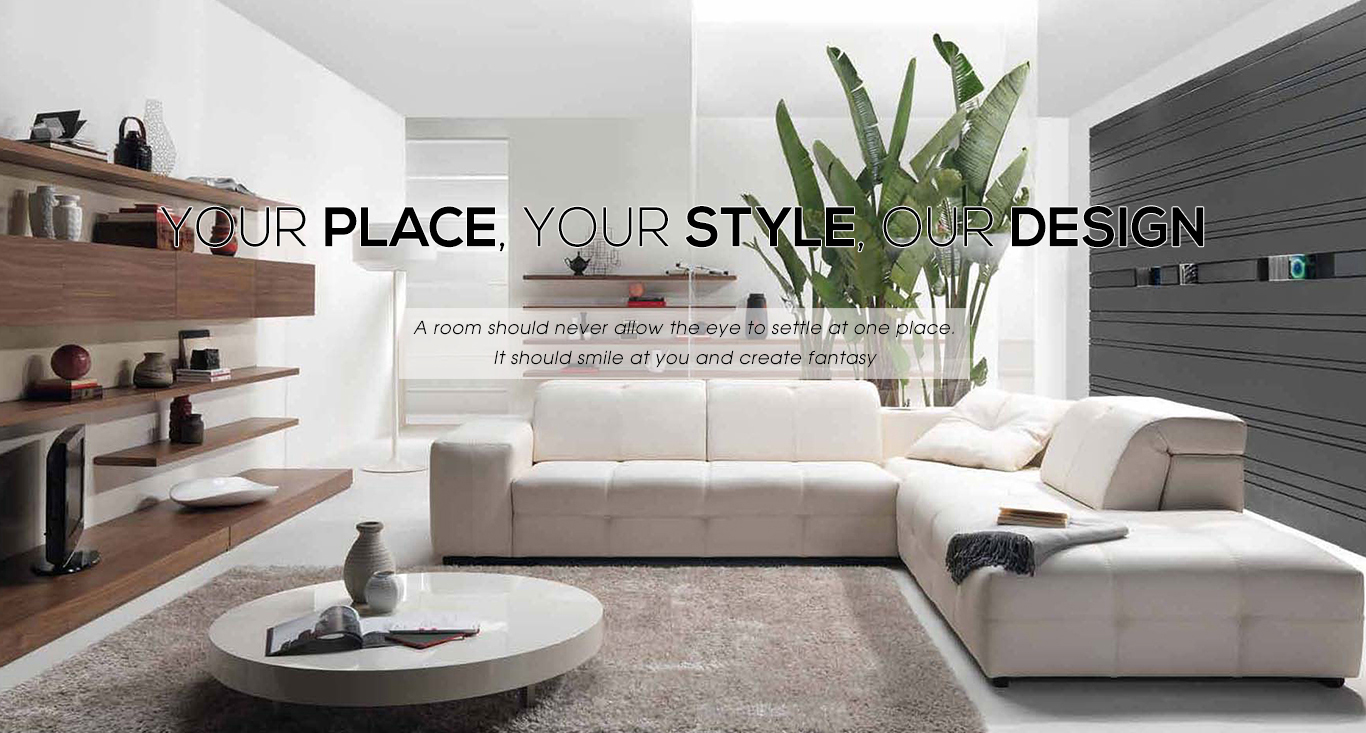 YOUR PLACE, YOUR STYLE, OUR DESIGN
A room should never allow the eye to settle at one place.
It should smile at you and create fantasy